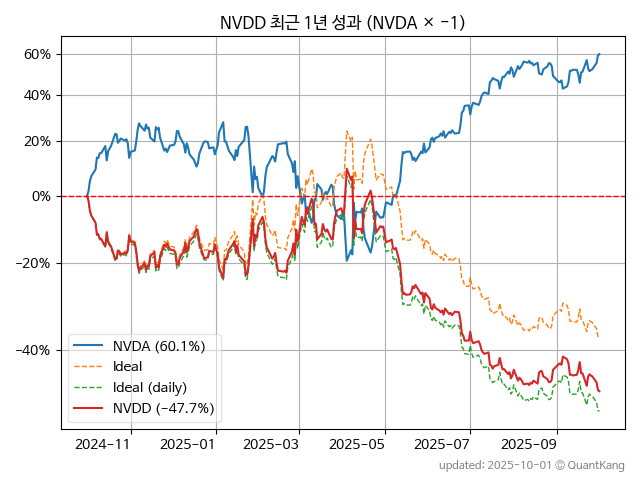 NVDD 최근 1년 성과 (NVDA × −1)
60%
40%
20%
0%
−20%
−40%
NVDA (60.1%)
Ideal
Ideal (daily)
NVDD (−47.7%)
2024−11 2025−01 2025−03 2025−05 2025−07 2025−09
updated: 2025-10-01 © QuantKang